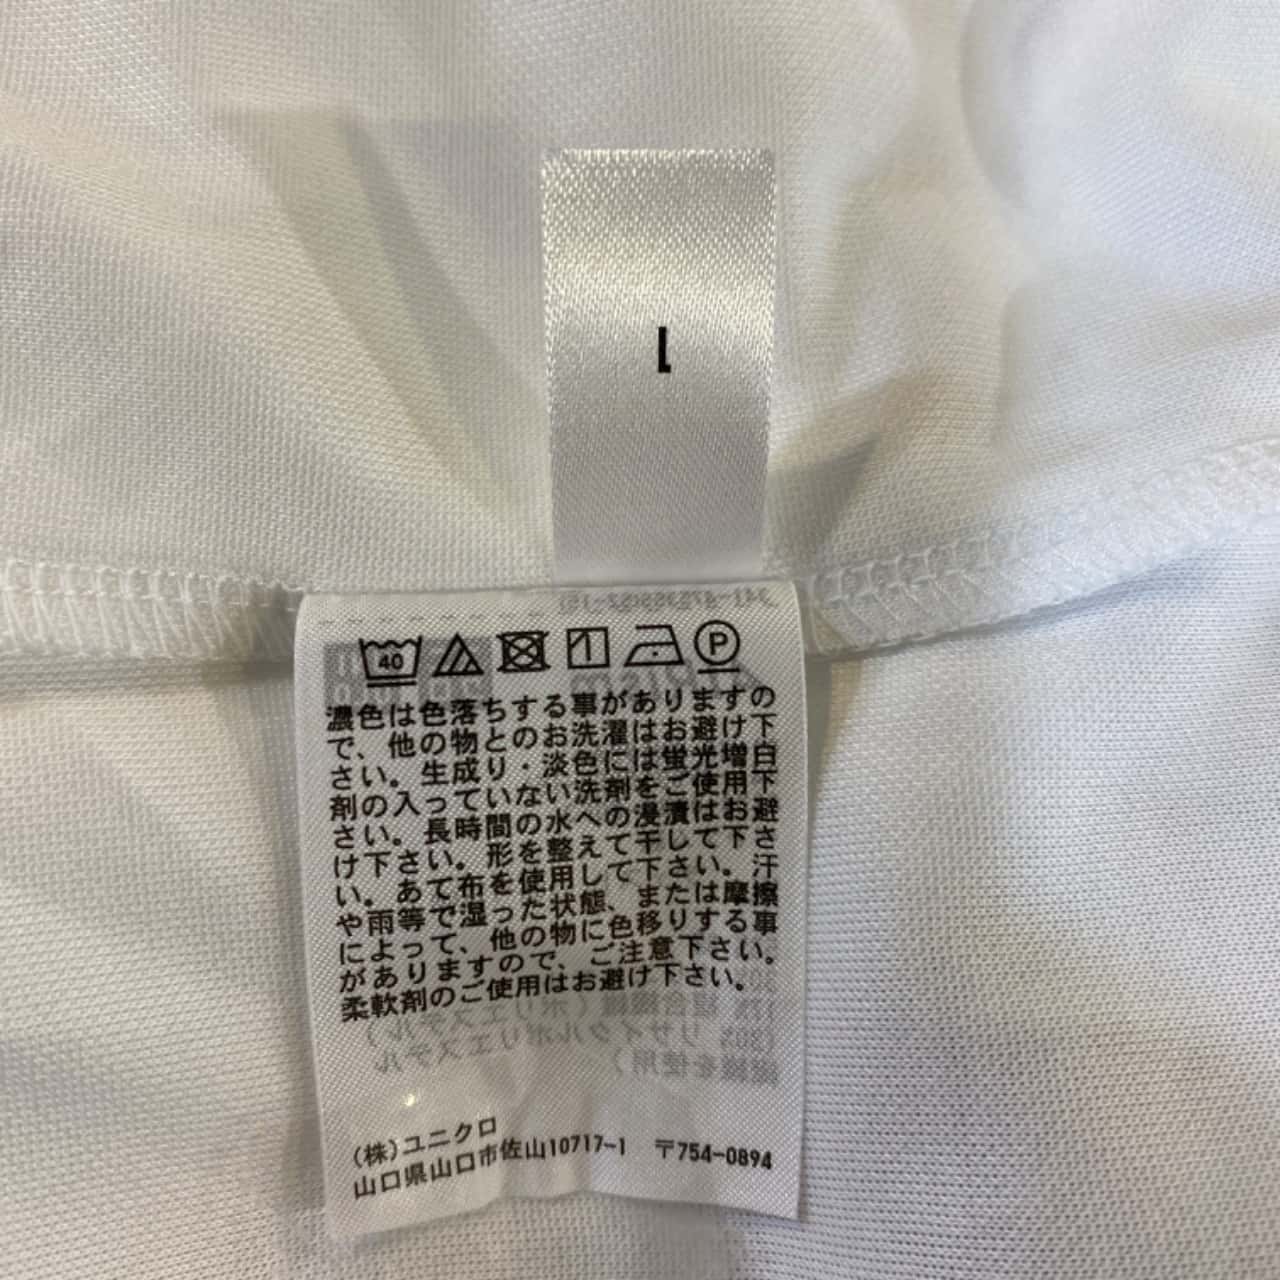 L
40
P
濃色は色落ちする事がありますの
で、他の物とのお洗濯はお避け下
さい。生成り・淡色には蛍光増白
剤の入っていない洗剤をご使用下
さい。長時間の水への浸漬はお避
け下さい。形を整えて干して下さ
い。あて布を使用して下さい。汗
や雨等で湿った状態、または摩擦
によって、他の物に色移りする事
がありますので、ご注意下さい。
柔軟剤のご使用はお避け下さい。
(株)ユニクロ
山口県山口市佐山10717-1 〒754-0894